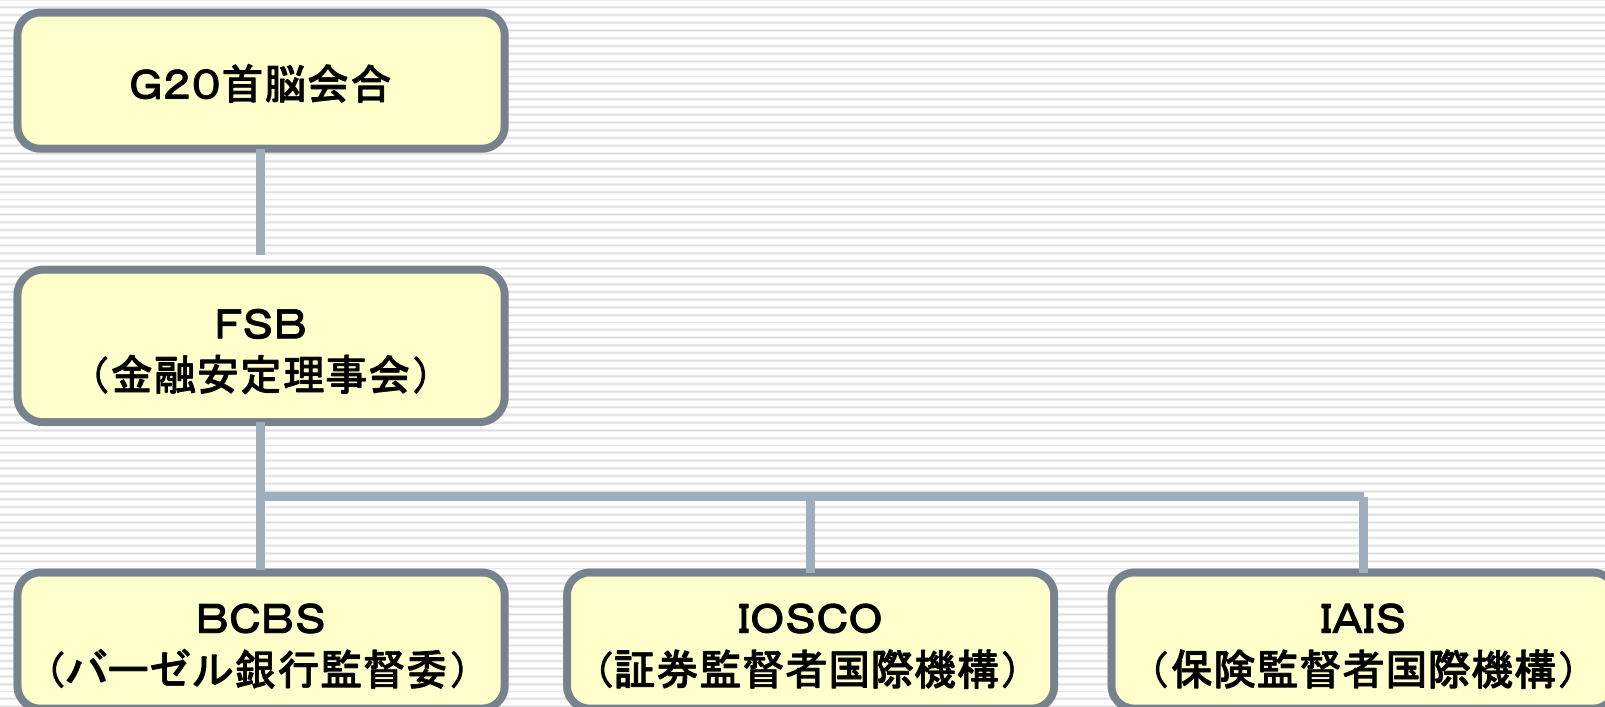 G20首脳会合
FSB
(金融安定理事会)
BCBS
(バーゼル銀行監督委)
IOSCO
(証券監督者国際機構)
IAIS
(保険監督者国際機構)